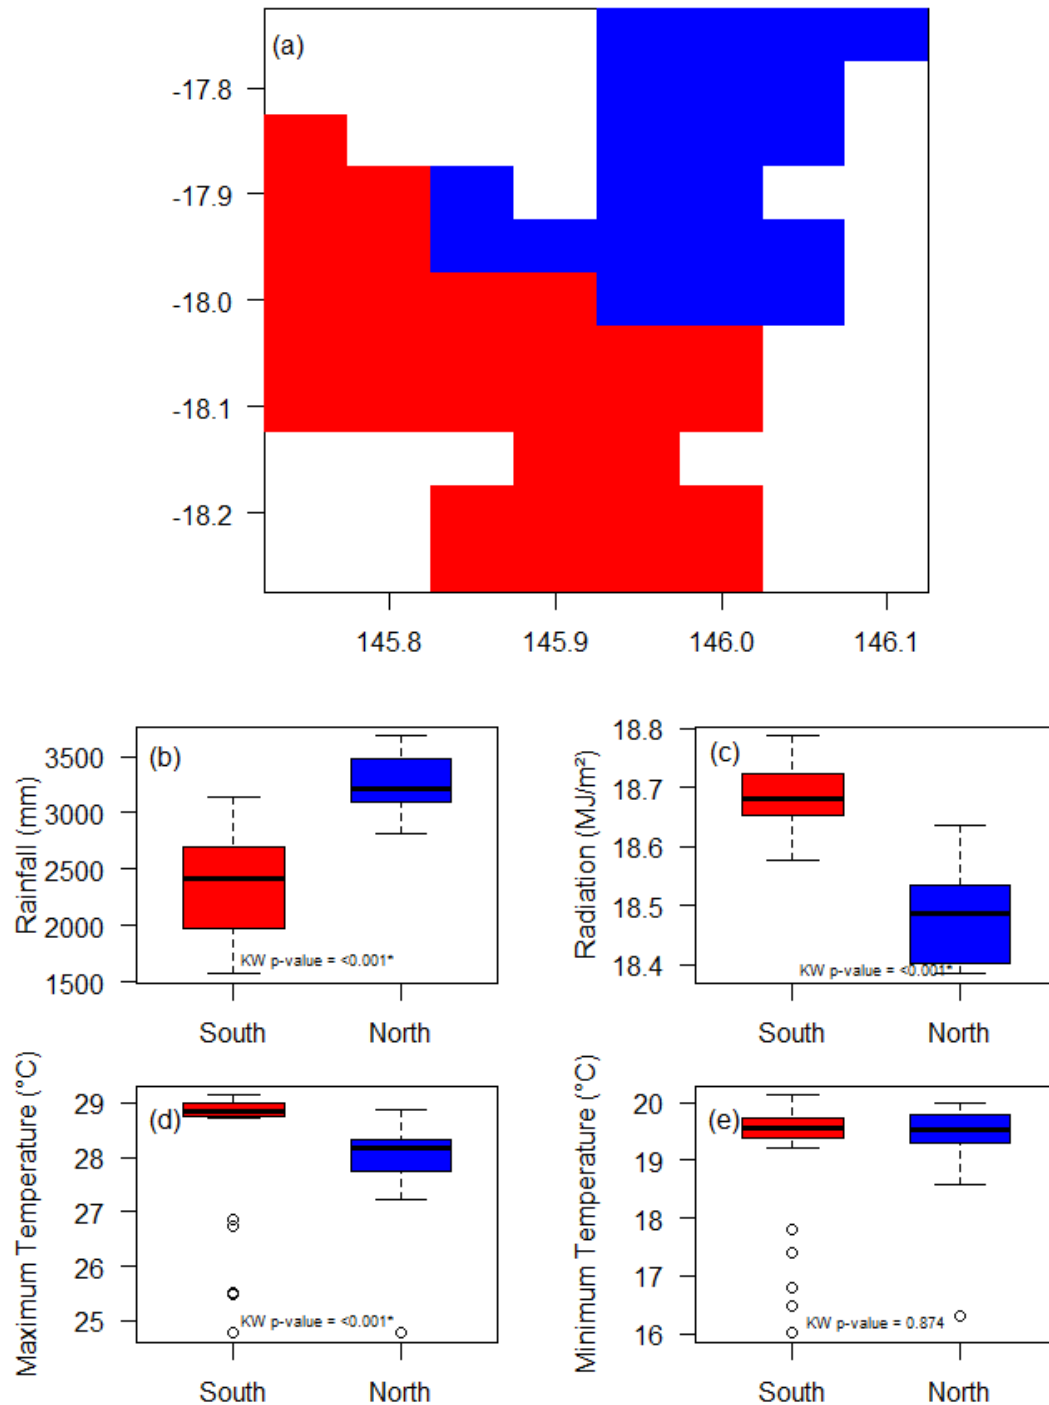 (a)
-17.8
-17.9
-18.0
-18.1
-18.2
145.8 145.9 146.0 146.1
(b)
Rainfall (mm)
3500
3000
2500
2000
1500
KW p-value = <0.001*
South North
(c)
Radiation (MJ/m²)
18.8
18.7
18.6
18.5
18.4
KW p-value = <0.001*
South North
(d)
Maximum Temperature (°C)
29
28
27
26
25
KW p-value = <0.001*
South North
(e)
Minimum Temperature (°C)
20
19
18
17
16
KW p-value = 0.874
South North